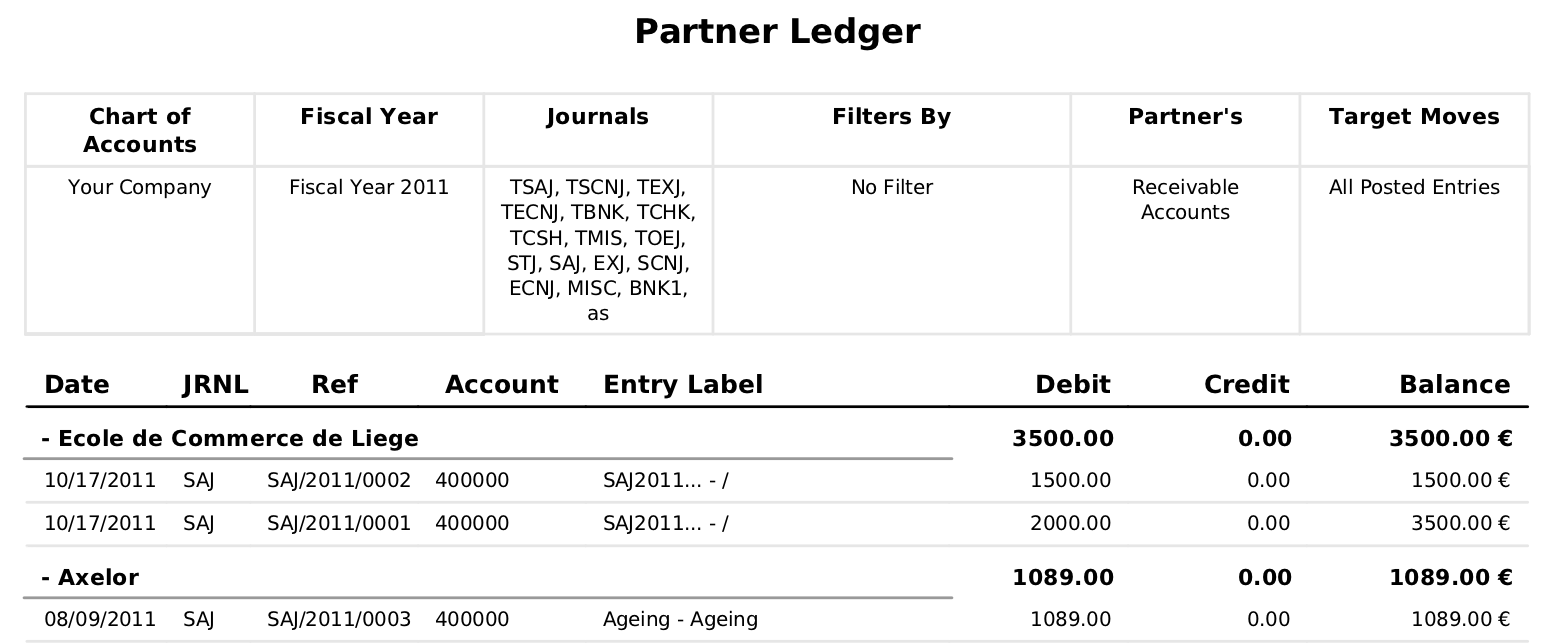 Partner Ledger
Chart of Accounts Fiscal Year Journals Filters By Partner's Target Moves
Your Company Fiscal Year 2011 TSAJ, TSCNJ, TEXJ, No Filter Receivable All Posted Entries
TECNJ, TBNK, TCHK, Accounts
TCSH, TMIS, TOEJ,
STJ, SAJ, EXJ, SCNJ,
ECNJ, MISC, BNK1,
as
Date JRNL Ref Account Entry Label Debit Credit Balance
- Ecole de Commerce de Liege 3500.00 0.00 3500.00 €
10/17/2011 SAJ SAJ/2011/0002 400000 SAJ2011... - / 1500.00 0.00 1500.00 €
10/17/2011 SAJ SAJ/2011/0001 400000 SAJ2011... - / 2000.00 0.00 3500.00 €
- Axelor 1089.00 0.00 1089.00 €
08/09/2011 SAJ SAJ/2011/0003 400000 Ageing - Ageing 1089.00 0.00 1089.00 €